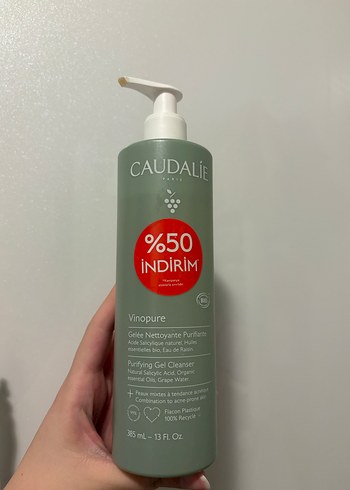 CAUDALÍE
PARIS
%50
İNDİRİM
BIO
Vinopure
Gelée Nettoyante Purifiante
Acide Salicylique naturel, Huiles
essentielles bio, Eau de Raisin
Purifying Gel Cleanser
Natural Salicylic Acid, Organic
essential Oils, Grape Water
+ Peaux mixtes à tendance acnéique
Combination to acne-prone skin
Flacon Plastique
100% Recyclé
385 mL - 13 Fl. Oz.